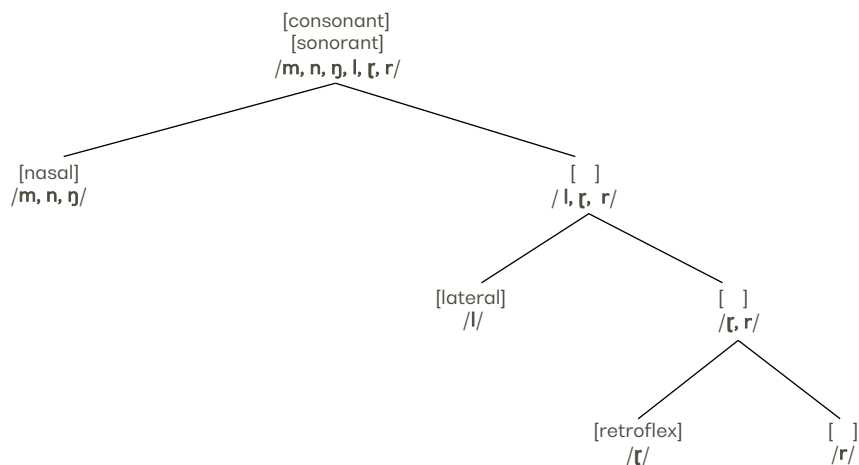 [consonant]
[sonorant]
/m, n, ŋ, l, ɽ, r/
[nasal]
/m, n, ŋ/
[ ]
/ l, ɽ, r/
[lateral]
/l/
[ ]
/ɽ, r/
[retroflex]
/ɽ/
[ ]
/r/